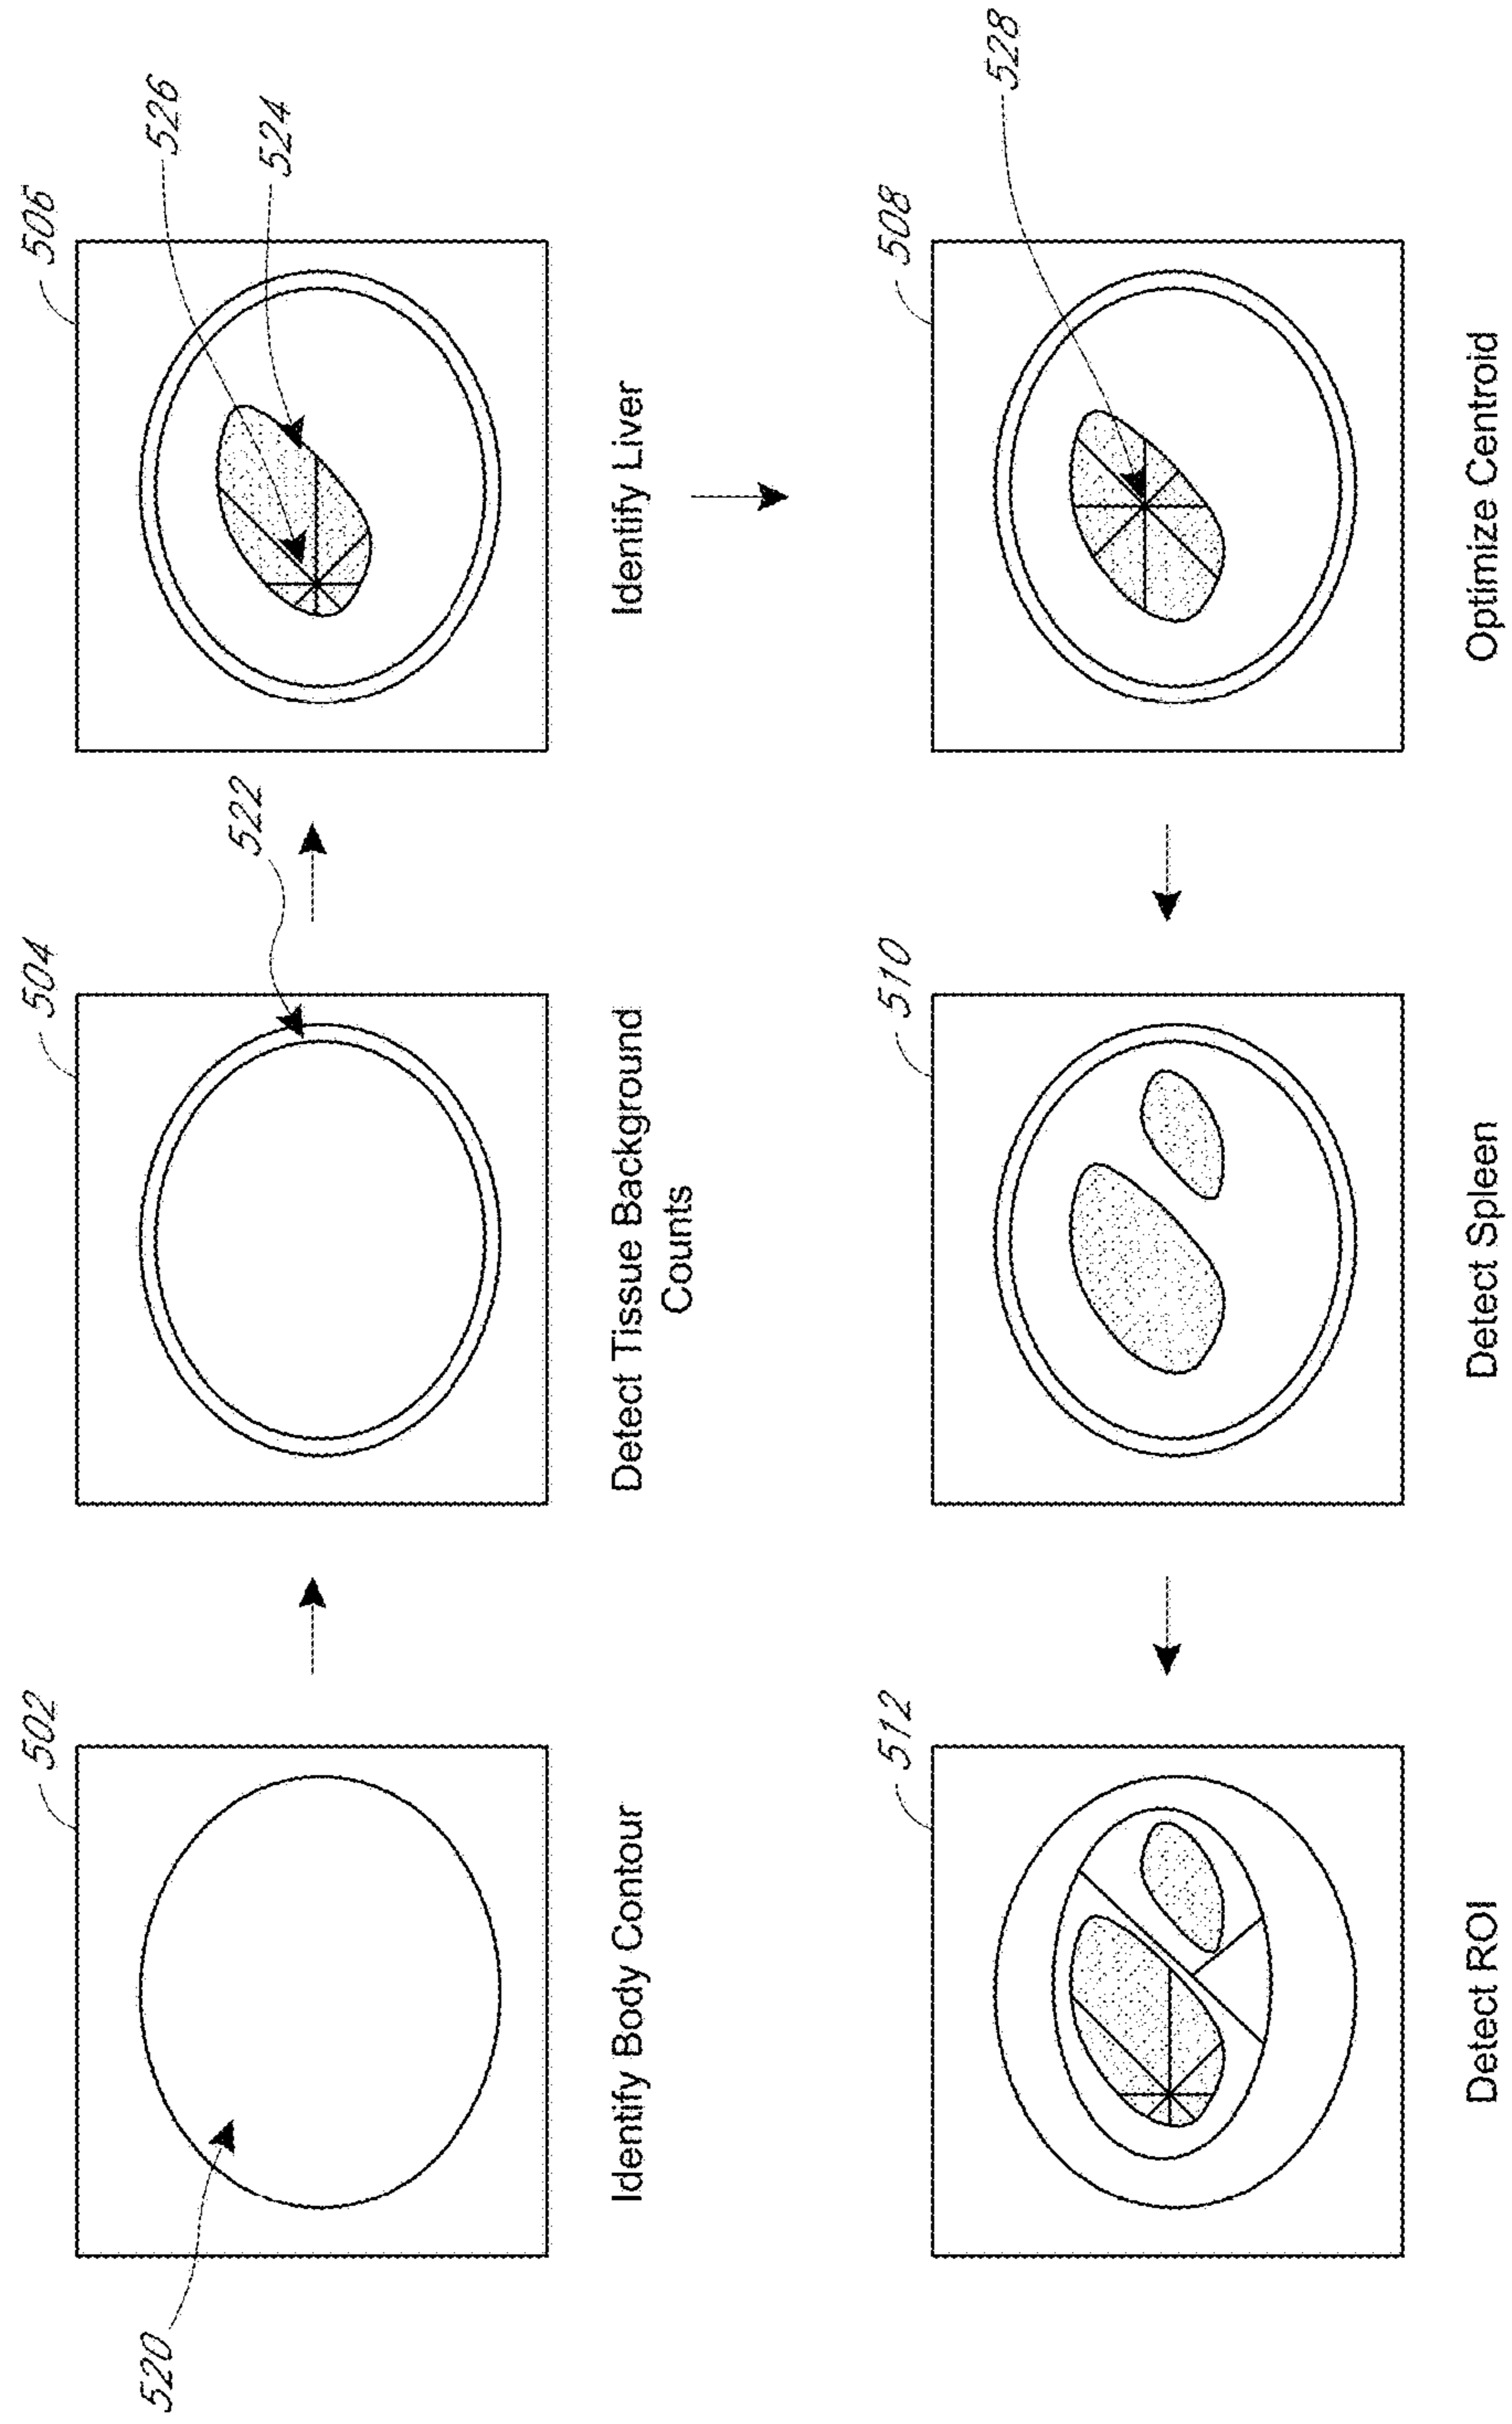 502
504
506
520
522
526
524
Identify Body Contour
Detect Tissue Background
Counts
Identify Liver
512
510
508
528
Detect ROI
Detect Spleen
Optimize Centroid